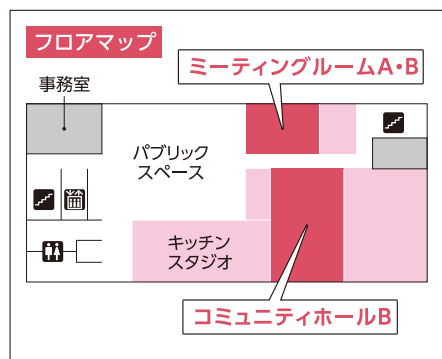 フロアマップ
ミーティングルームA・B
事務室
パブリック
スペース
キッチン
スタジオ
コミュニティホールB